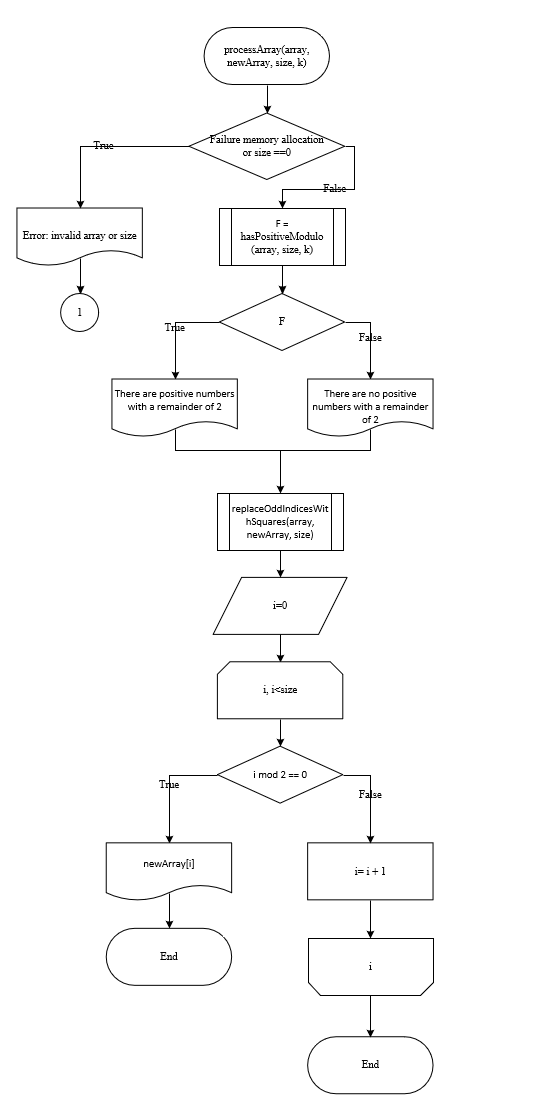 processArray(array,
newArray, size, k)
Failure memory allocation
or size ==0
True
False
Error: invalid array or size
F =
hasPositiveModulo
(array, size, k)
1
F
True
False
There are positive numbers
with a remainder of 2
There are no positive
numbers with a remainder
of 2
replaceOddIndicesWit
hSquares(array,
newArray, size)
i=0
i, i<size
i mod 2 == 0
True
False
newArray[i]
i= i + 1
End
i
End